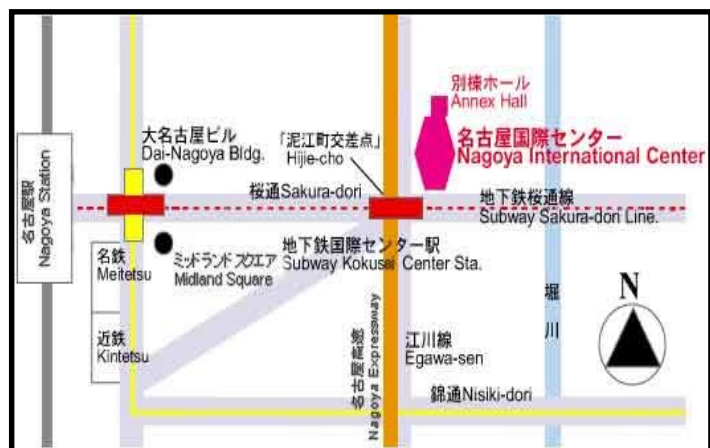 別棟ホール
Annex Hall
大名古屋ビル
Dai-Nagoya Bldg.
「泥江町交差点」
Hijie-cho
名古屋国際センター
Nagoya International Center
名古屋駅
Nagoya Station
桜通Sakura-dori
地下鉄桜通線
Subway Sakura-dori Line.
名鉄
Meitetsu
ミッドランド スクエア
Midland Square
地下鉄国際センター駅
Subway Kokusai Center Sta.
堀川
N
近鉄
Kintetsu
名古屋高速
Nagoya Expressway
江川線
Egawa-sen
錦通Nisiki-dori